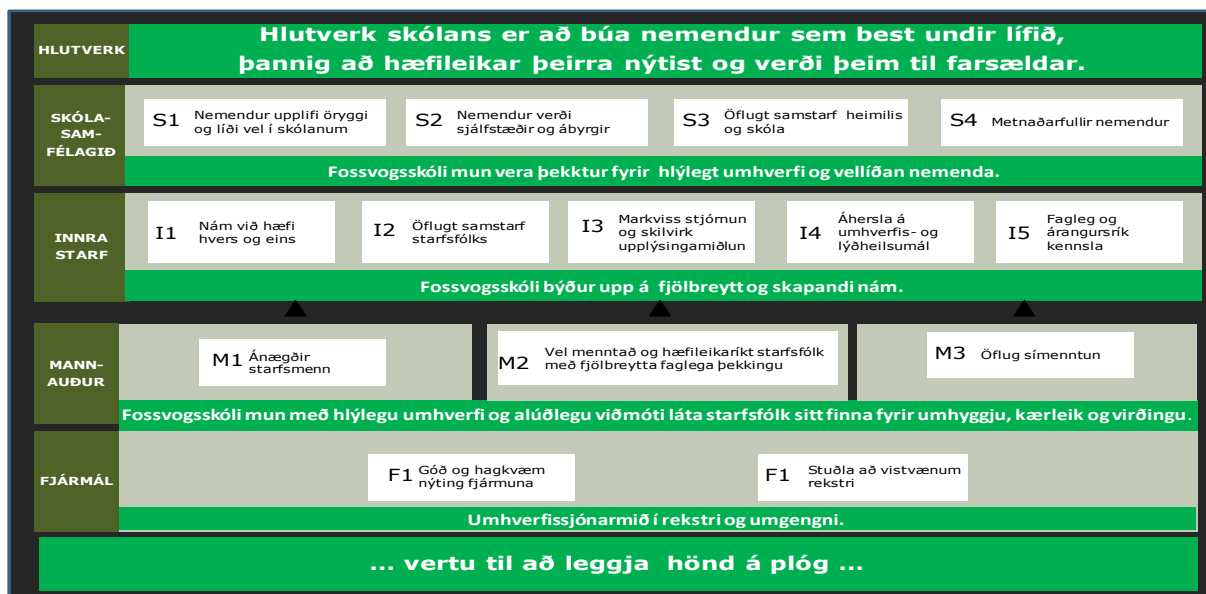 HLUTVERK
Hlutverk skólans er að búa nemendur sem best undir lífið,
þannig að hæfileikar þeirra nýtist og verði þeim til farsældar.
SKÓLA-
SAM-
FÉLAGIÐ
S1 Nemendur upplifi öryggi
og líði vel í skólanum
S2 Nemendur verði
sjálfstæðir og ábyrgir
S3 Öflugt samstarf heimilis
og skóla
S4 Metnaðarfullir nemendur
Fossvogsskóli mun vera þekktur fyrir hlýlegt umhverfi og vellíðan nemenda.
INNRA
STARF
I1 Nám við hæfi
hvers og eins
I2 Öflugt samstarf
starfsfólks
I3 Markviss stjórnun
og skilvirk
upplýsingamiðlun
I4 Áhersla á
umhverfis- og
lýðheilsumál
I5 Fagleg og
árangursrík
kennsla
Fossvogsskóli býður upp á fjölbreytt og skapandi nám.
MANN-
AUÐUR
M1 Ánægðir
starfsmenn
M2 Vel menntað og hæfileikaríkt starfsfólk
með fjölbreytta faglega þekkingu
M3 Öflug símenntun
Fossvogsskóli mun með hlýlegu umhverfi og alúðlegu viðmóti láta starfsfólk sitt finna fyrir umhyggju, kærleik og virðingu.
FJÁRMÁL
F1 Góð og hagkvæm
nýting fjármuna
F1 Stuðla að vistvænum
rekstri
Umhverfissjónarmið í rekstri og umgengni.
... vertu til að leggja hönd á plóg ...